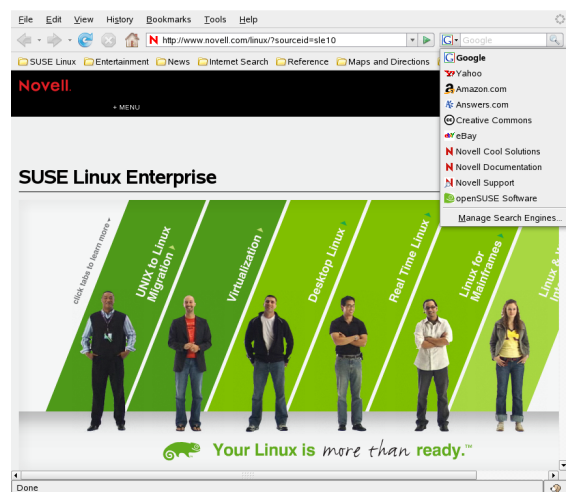 File Edit View History Bookmarks Tools Help
http://www.novell.com/linux/?sourceid=sle10
Google
SUSE Linux Entertainment News Internet Search Reference Maps and Directions
Google
Yahoo
Amazon.com
Answers.com
Creative Commons
eBay
Novell Cool Solutions
Novell Documentation
Novell Support
openSUSE Software
Manage Search Engines...
Novell.
+ MENU
SUSE Linux Enterprise
click tabs to learn more
UNIX to Linux
Migration
Virtualization
Desktop Linux
Real Time Linux
Linux for
Mainframes
Linux &
Your Linux is more than ready.™
Done